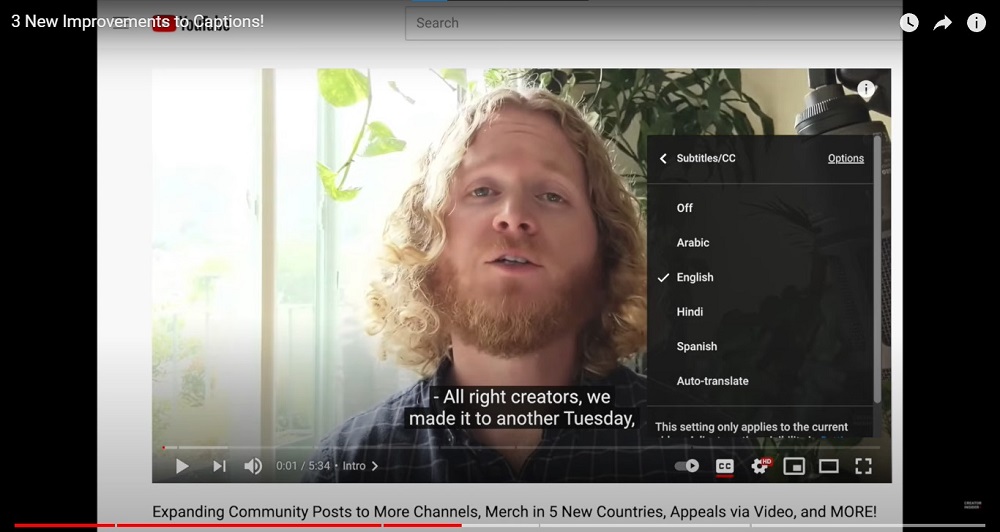 3 New Improvements to Captions!
YouTube
Search
Subtitles/CC
Options
Off
Arabic
English
Hindi
Spanish
Auto-translate
This setting only applies to the current
- All right creators, we
made it to another Tuesday,
0:01 / 5:34 • Intro
CC
HD
Expanding Community Posts to More Channels, Merch in 5 New Countries, Appeals via Video, and MORE!
CREATOR
INSIDER